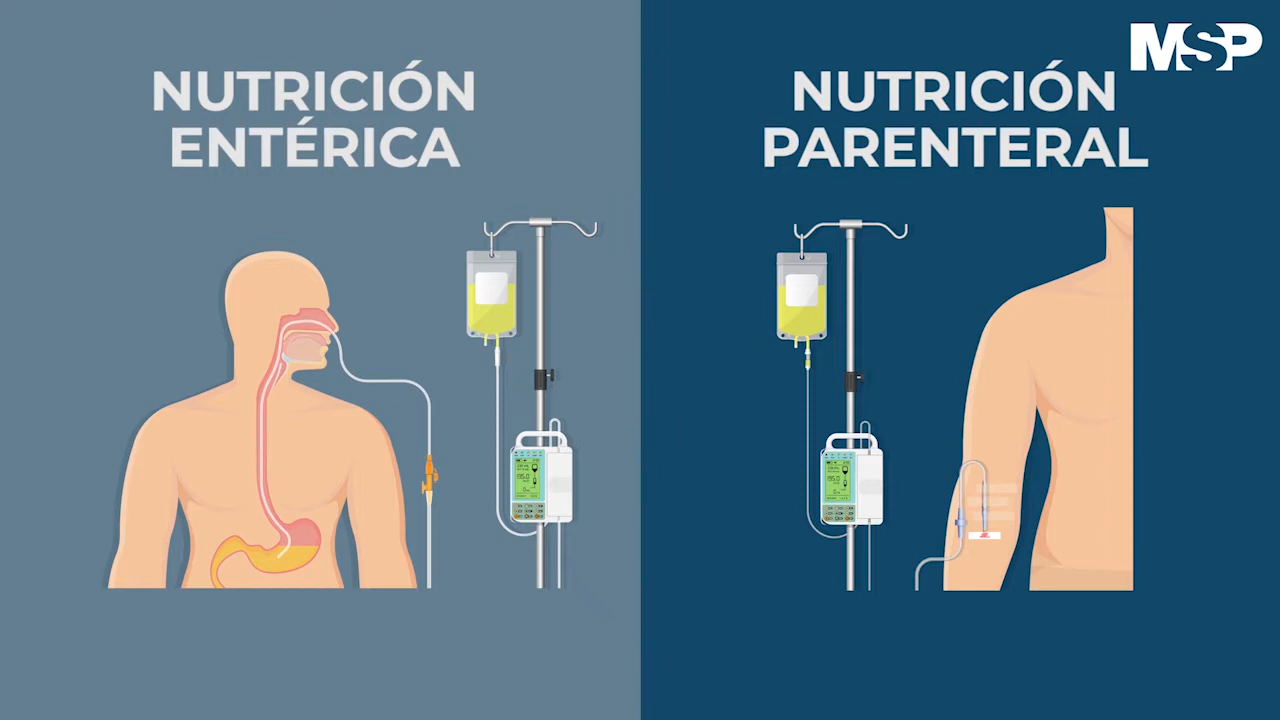 NUTRICIÓN
ENTÉRICA
NUTRICIÓN
PARENTERAL
MSP